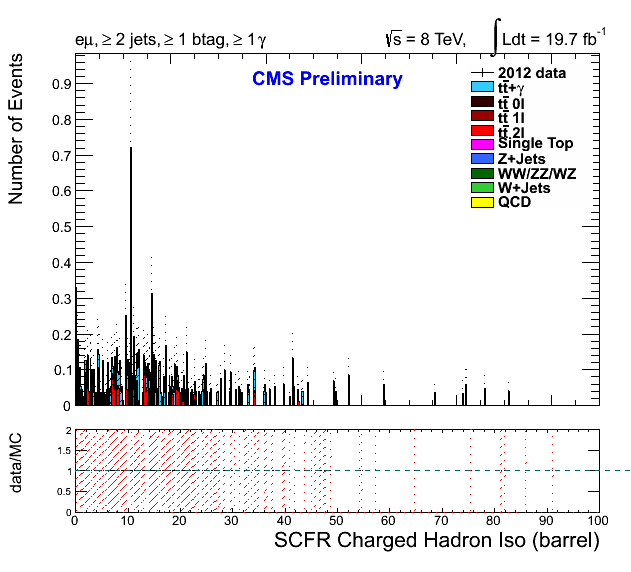 eμ, ≥ 2 jets, ≥ 1 btag, ≥ 1 γ √s = 8 TeV, ∫ Ldt = 19.7 fb⁻¹
CMS Preliminary
Number of Events
0.9
0.8
0.7
0.6
0.5
0.4
0.3
0.2
0.1
0
2012 data
tt̄+γ
tt̄ 0l
tt̄ 1l
tt̄ 2l
Single Top
Z+Jets
WW/ZZ/WZ
W+Jets
QCD
data/MC
2
1.5
1
0.5
0
0 10 20 30 40 50 60 70 80 90 100
SCFR Charged Hadron Iso (barrel)